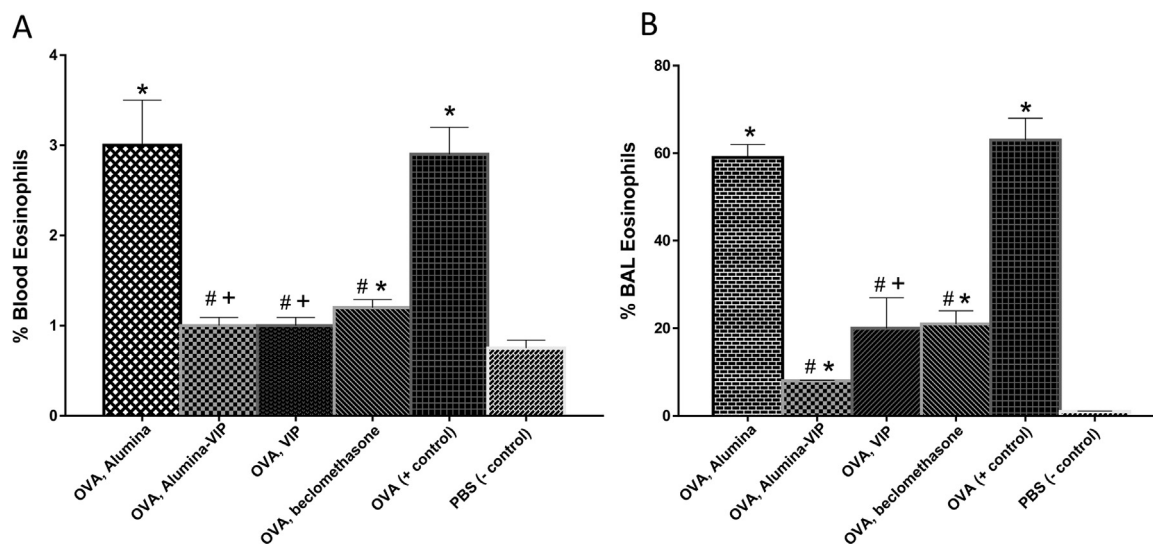 A
% Blood Eosinophils
4
3
2
1
0
*
# +
# +
# *
*
OVA, Alumina
OVA, Alumina-VIP
OVA, VIP
OVA, beclomethasone
OVA (+ control)
PBS (- control)
B
% BAL Eosinophils
80
60
40
20
0
*
# *
# +
# *
*
OVA, Alumina
OVA, Alumina-VIP
OVA, VIP
OVA, beclomethasone
OVA (+ control)
PBS (- control)